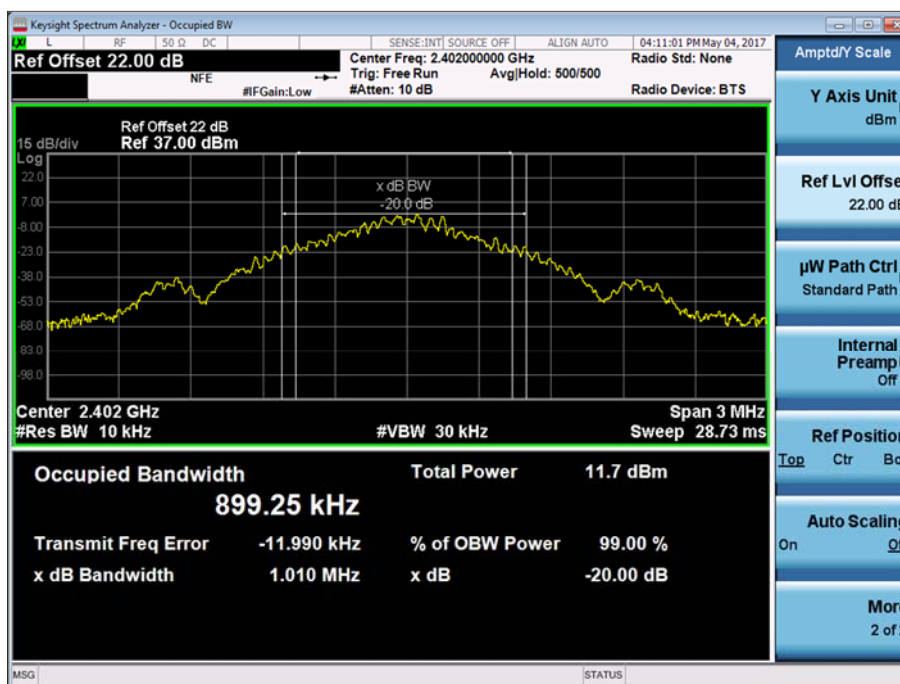 Keysight Spectrum Analyzer - Occupied BW
LXI L RF 50 Ω DC SENSE:INT SOURCE OFF ALIGN AUTO 04:11:01 PM May 04, 2017
Ref Offset 22.00 dB
Center Freq: 2.402000000 GHz
Radio Std: None
NFE
Trig: Free Run Avg|Hold: 500/500
#IFGain:Low
#Atten: 10 dB
Radio Device: BTS
Ref Offset 22 dB
15 dB/div Ref 37.00 dBm
Log
22.0
7.00
-8.00
-23.0
-38.0
-53.0
-68.0
-83.0
-98.0
x dB BW
-20.0 dB
Center 2.402 GHz
Span 3 MHz
#Res BW 10 kHz
#VBW 30 kHz
Sweep 28.73 ms
Occupied Bandwidth
899.25 kHz
Total Power 11.7 dBm
Transmit Freq Error -11.990 kHz
% of OBW Power 99.00 %
x dB Bandwidth 1.010 MHz
x dB -20.00 dB
MSG
STATUS
Amptd/Y Scale
Y Axis Unit
dBm
Ref Lvl Offse
22.00 dB
µW Path Ctrl
Standard Path
Internal
Preamp
Off
Ref Position
Top Ctr Bo
Auto Scaling
On Of
More
2 of